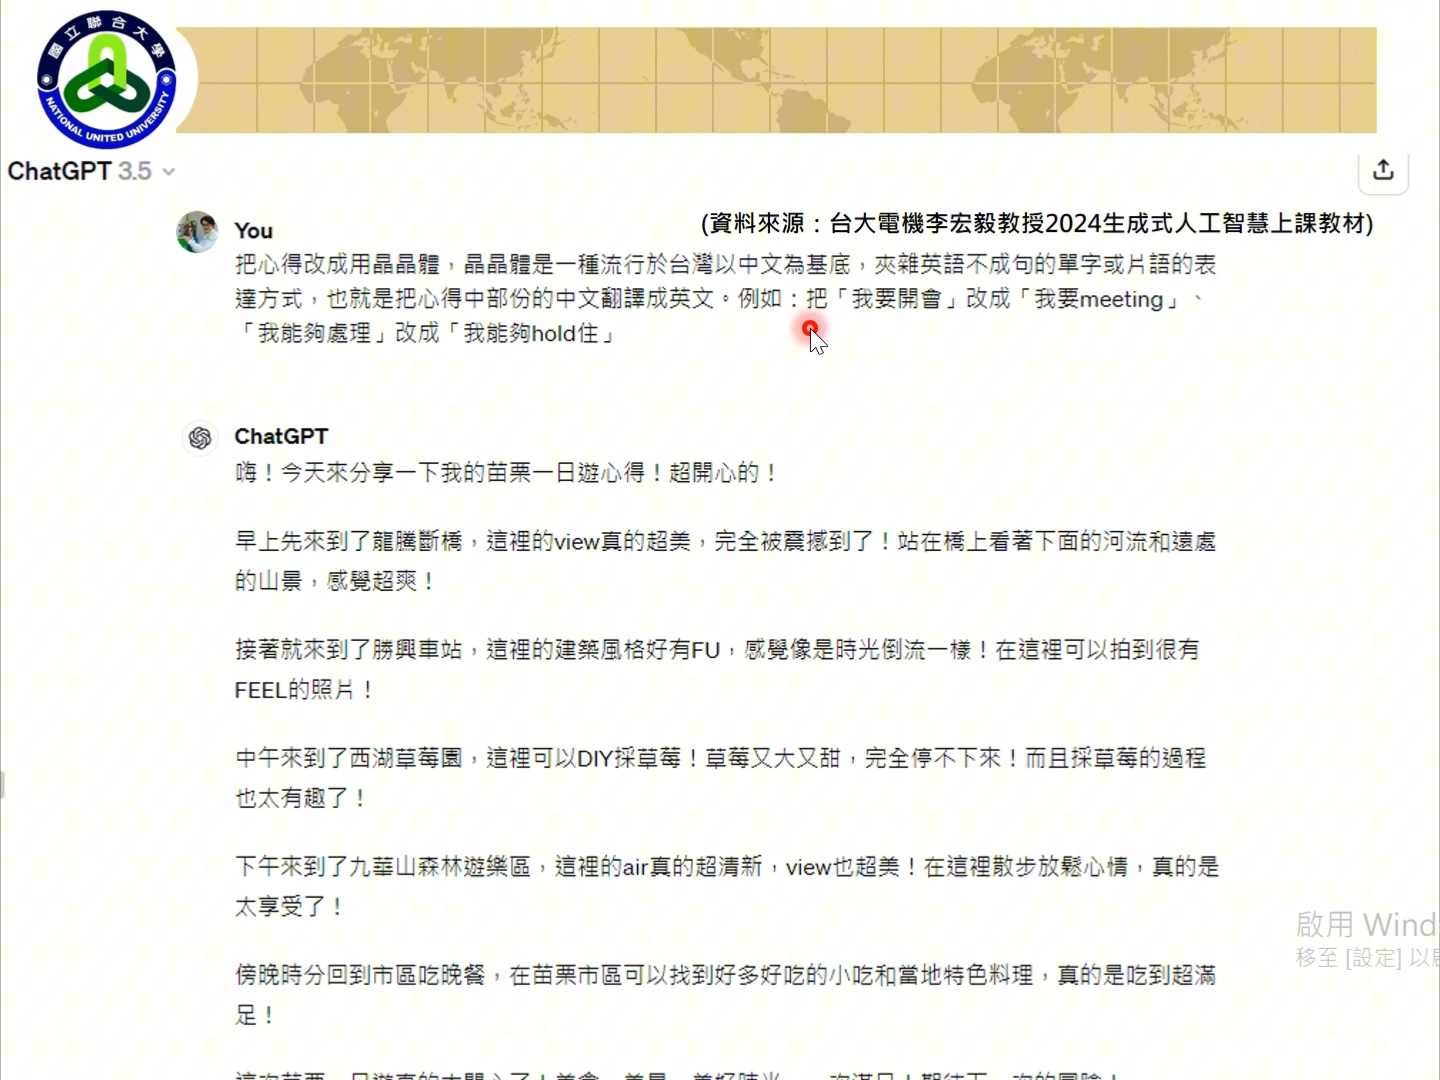 國立聯合大學
NATIONAL UNITED UNIVERSITY
ChatGPT 3.5
(資料來源：台大電機李宏毅教授2024生成式人工智慧上課教材)
You
把心得改成用晶晶體，晶晶體是一種流行於台灣以中文為基底，夾雜英語不成句的單字或片語的表
達方式，也就是把心得中部份的中文翻譯成英文。例如：把「我要開會」改成「我要meeting」、
「我能夠處理」改成「我能夠hold住」
ChatGPT
嗨！今天來分享一下我的苗栗一日遊心得！超開心的！
早上先來到了龍騰斷橋，這裡的view真的超美，完全被震撼到了！站在橋上看著下面的河流和遠處
的山景，感覺超爽！
接著就來到了勝興車站，這裡的建築風格好有FU，感覺像是時光倒流一樣！在這裡可以拍到很有
FEEL的照片！
中午來到了西湖草莓園，這裡可以DIY採草莓！草莓又大又甜，完全停不下來！而且採草莓的過程
也太有趣了！
下午來到了九華山森林遊樂區，這裡的air真的超清新，view也超美！在這裡散步放鬆心情，真的是
太享受了！
啟用 Wind
移至 [設定] 以
傍晚時分回到市區吃晚餐，在苗栗市區可以找到好多好吃的小吃和當地特色料理，真的是吃到超滿
足！